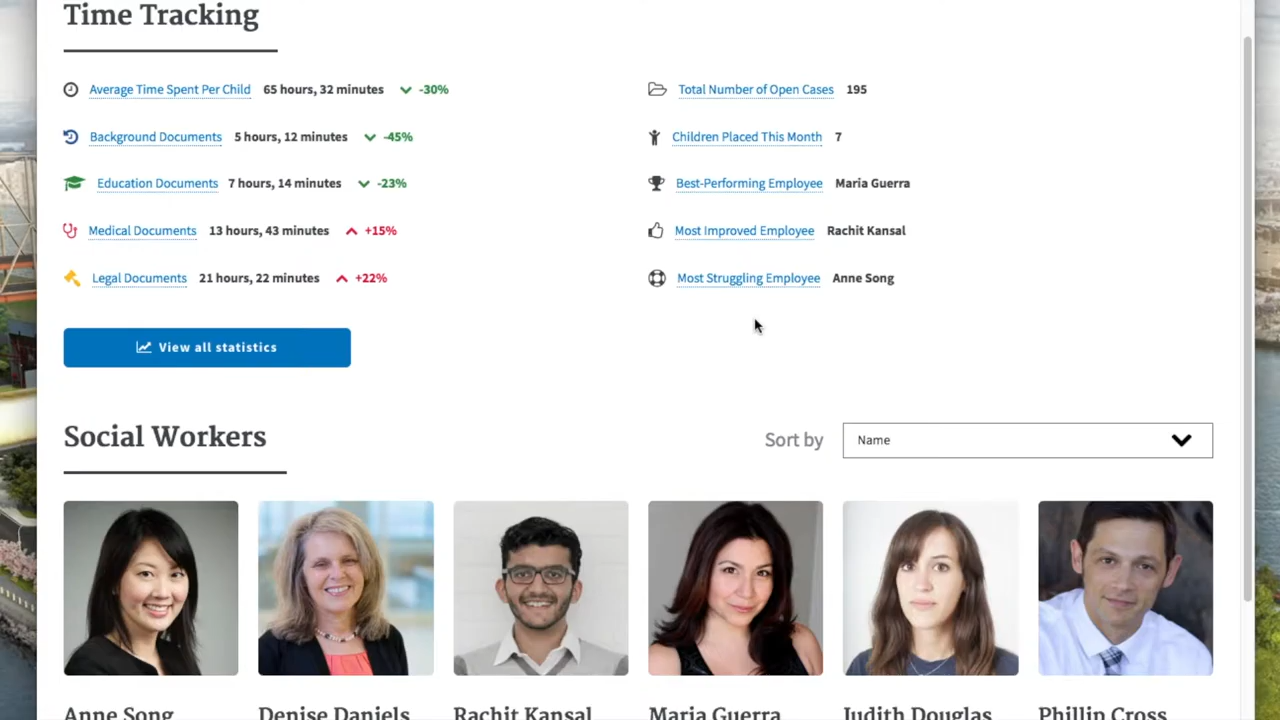 Time Tracking
Average Time Spent Per Child 65 hours, 32 minutes -30%
Background Documents 5 hours, 12 minutes -45%
Education Documents 7 hours, 14 minutes -23%
Medical Documents 13 hours, 43 minutes +15%
Legal Documents 21 hours, 22 minutes +22%
Total Number of Open Cases 195
Children Placed This Month 7
Best-Performing Employee Maria Guerra
Most Improved Employee Rachit Kansal
Most Struggling Employee Anne Song
View all statistics
Social Workers
Sort by Name
Anne Song Denise Daniels Rachit Kansal Maria Guerra Judith Douglas Phillip Cross